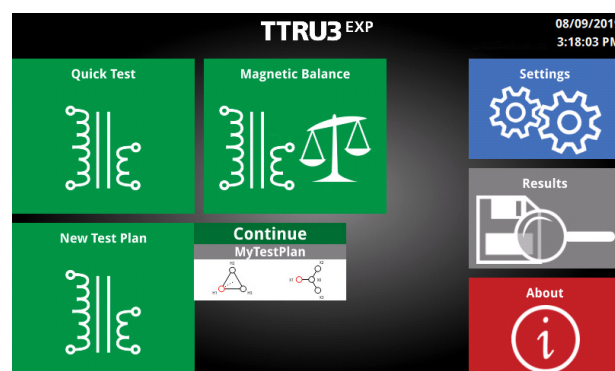 TTRU3 EXP
08/09/201
3:18:03 PM
Quick Test
Magnetic Balance
Settings
Results
New Test Plan
Continue
MyTestPlan
About